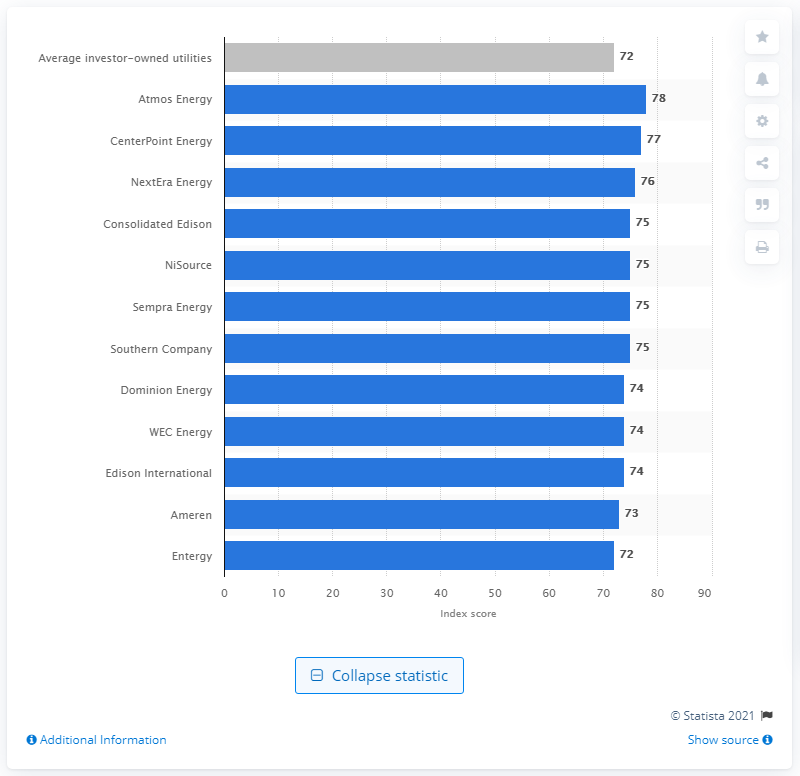 Average investor-owned utilities 72
Atmos Energy 78
CenterPoint Energy 77
NextEra Energy 76
Consolidated Edison 75
NiSource 75
Sempra Energy 75
Southern Company 75
Dominion Energy 74
WEC Energy 74
Edison International 74
Ameren 73
Entergy 72
0 10 20 30 40 50 60 70 80 90
Index score
Collapse statistic
© Statista 2021
Additional Information Show source